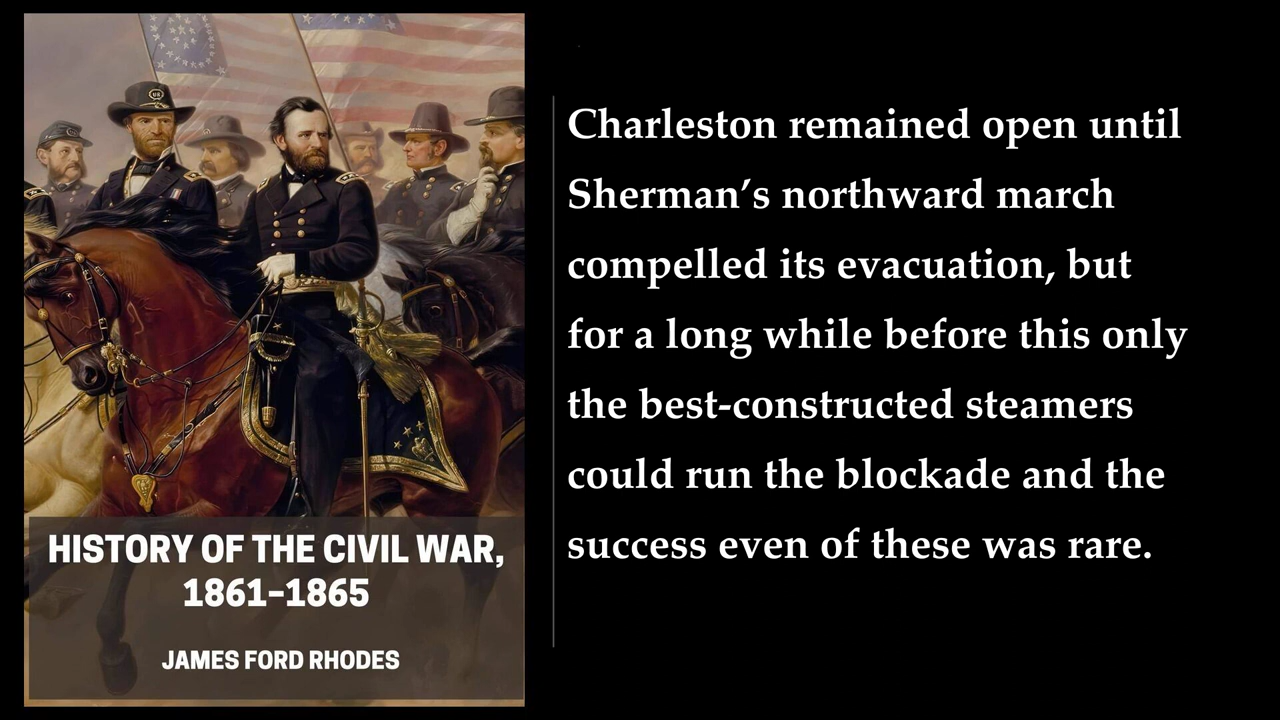 HISTORY OF THE CIVIL WAR,
1861–1865
JAMES FORD RHODES
Charleston remained open until
Sherman’s northward march
compelled its evacuation, but
for a long while before this only
the best-constructed steamers
could run the blockade and the
success even of these was rare.